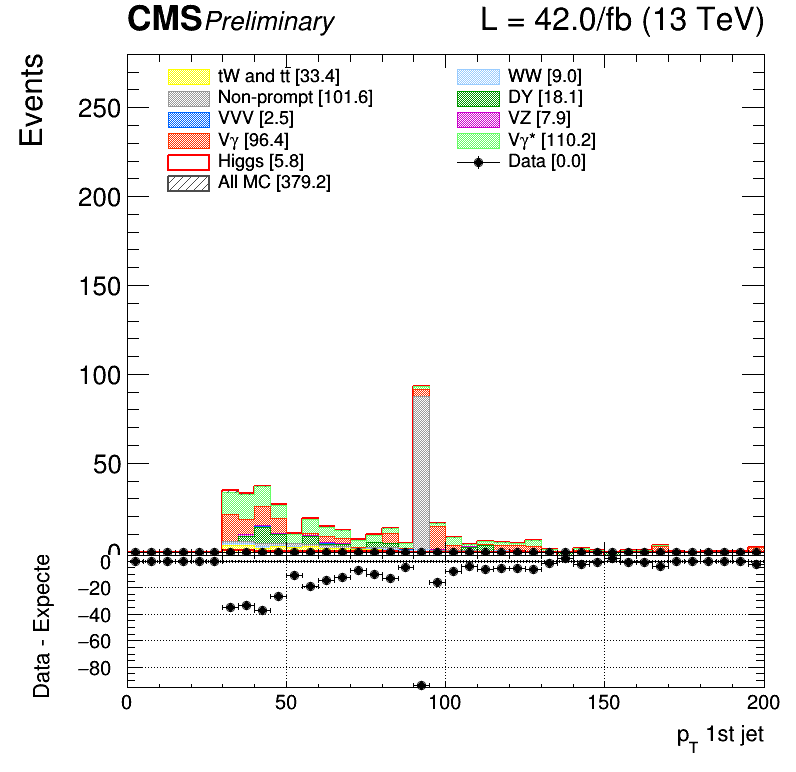 CMS Preliminary L = 42.0/fb (13 TeV)
Events
tW and tt̄ [33.4]
Non-prompt [101.6]
VVV [2.5]
Vγ [96.4]
Higgs [5.8]
All MC [379.2]
WW [9.0]
DY [18.1]
VZ [7.9]
Vγ* [110.2]
Data [0.0]
250
200
150
100
50
0
Data - Expecte
0
−20
−40
−60
−80
0 50 100 150 200
p_T 1st jet